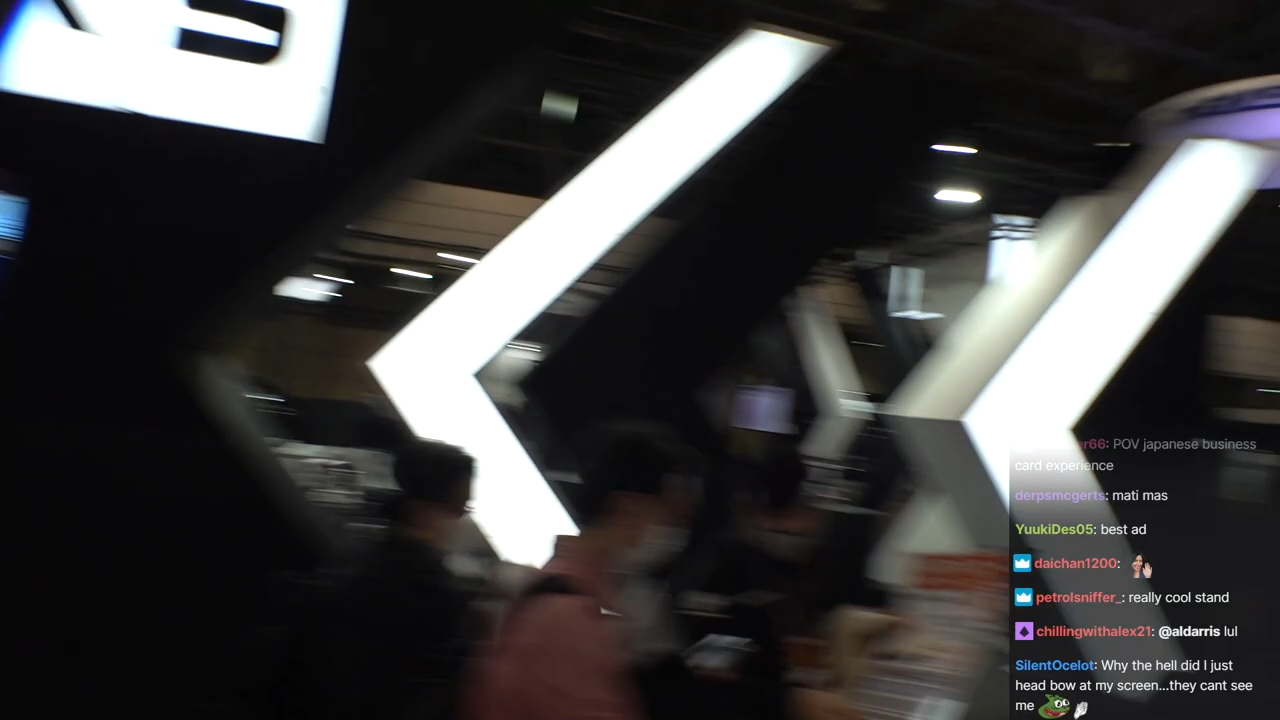 er66: POV japanese business
card experience
derpsmcgerts: mati mas
YuukiDes05: best ad
daichan1200:
petrolsniffer_: really cool stand
chillingwithalex21: @aldarris lul
SilentOcelot: Why the hell did I just
head bow at my screen...they cant see
me